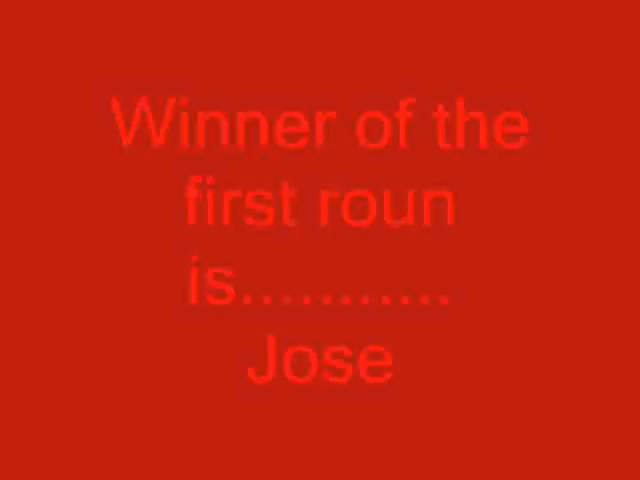 Winner of the
first roun
is...........
Jose